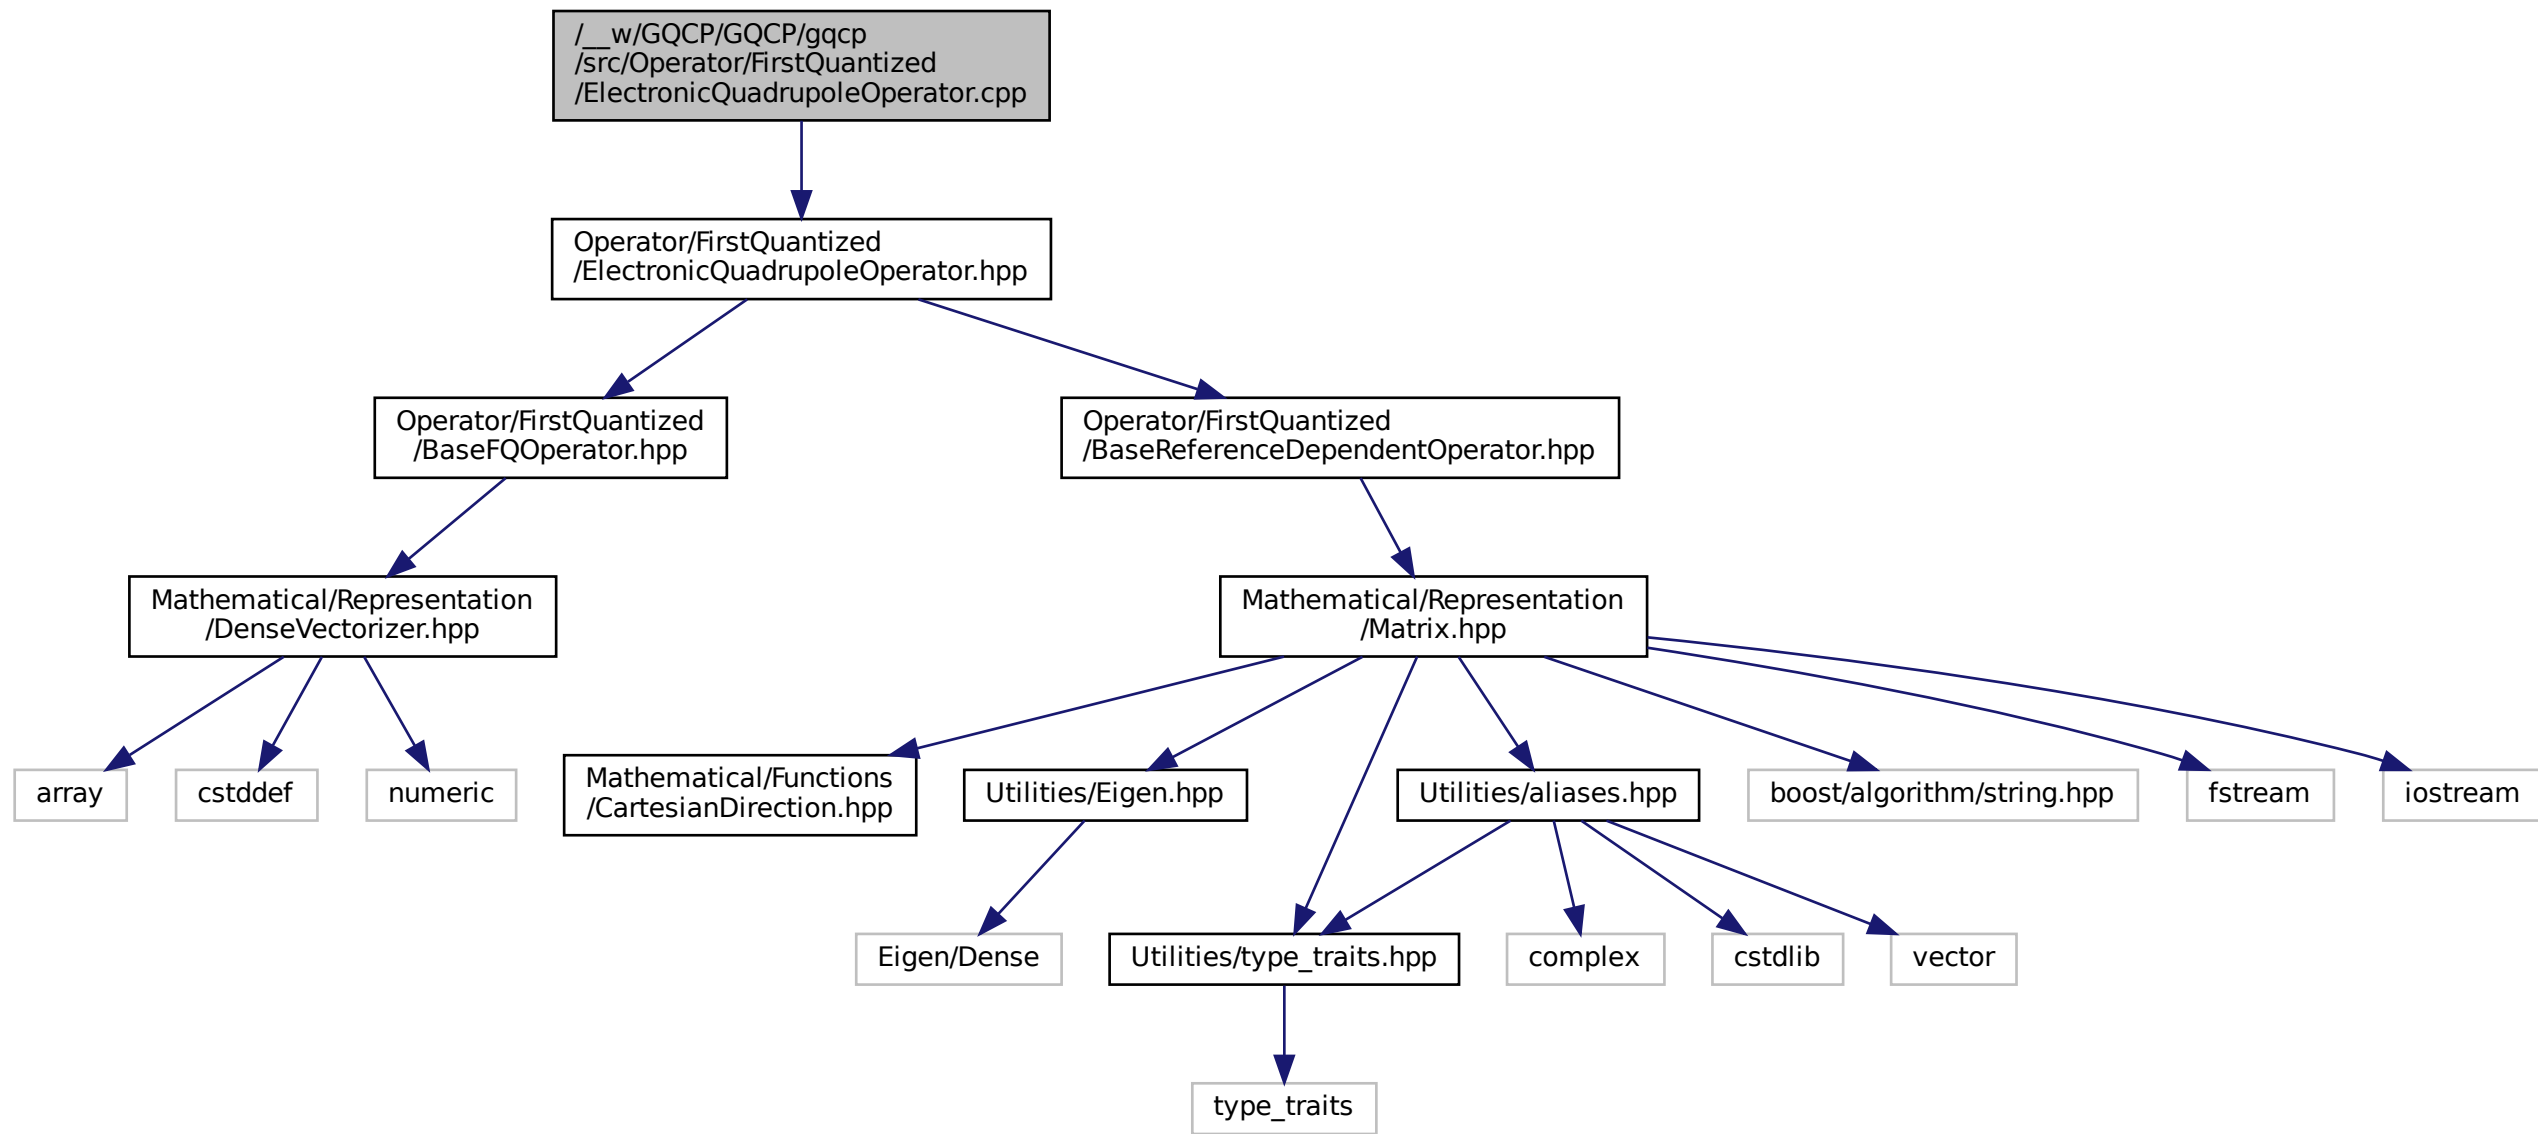 /__w/GQCP/GQCP/gqcp
/src/Operator/FirstQuantized
/ElectronicQuadrupoleOperator.cpp
Operator/FirstQuantized
/ElectronicQuadrupoleOperator.hpp
Operator/FirstQuantized
/BaseFQOperator.hpp
Operator/FirstQuantized
/BaseReferenceDependentOperator.hpp
Mathematical/Representation
/DenseVectorizer.hpp
Mathematical/Representation
/Matrix.hpp
array
cstddef
numeric
Mathematical/Functions
/CartesianDirection.hpp
Utilities/Eigen.hpp
Utilities/aliases.hpp
boost/algorithm/string.hpp
fstream
iostream
Eigen/Dense
Utilities/type_traits.hpp
complex
cstdlib
vector
type_traits